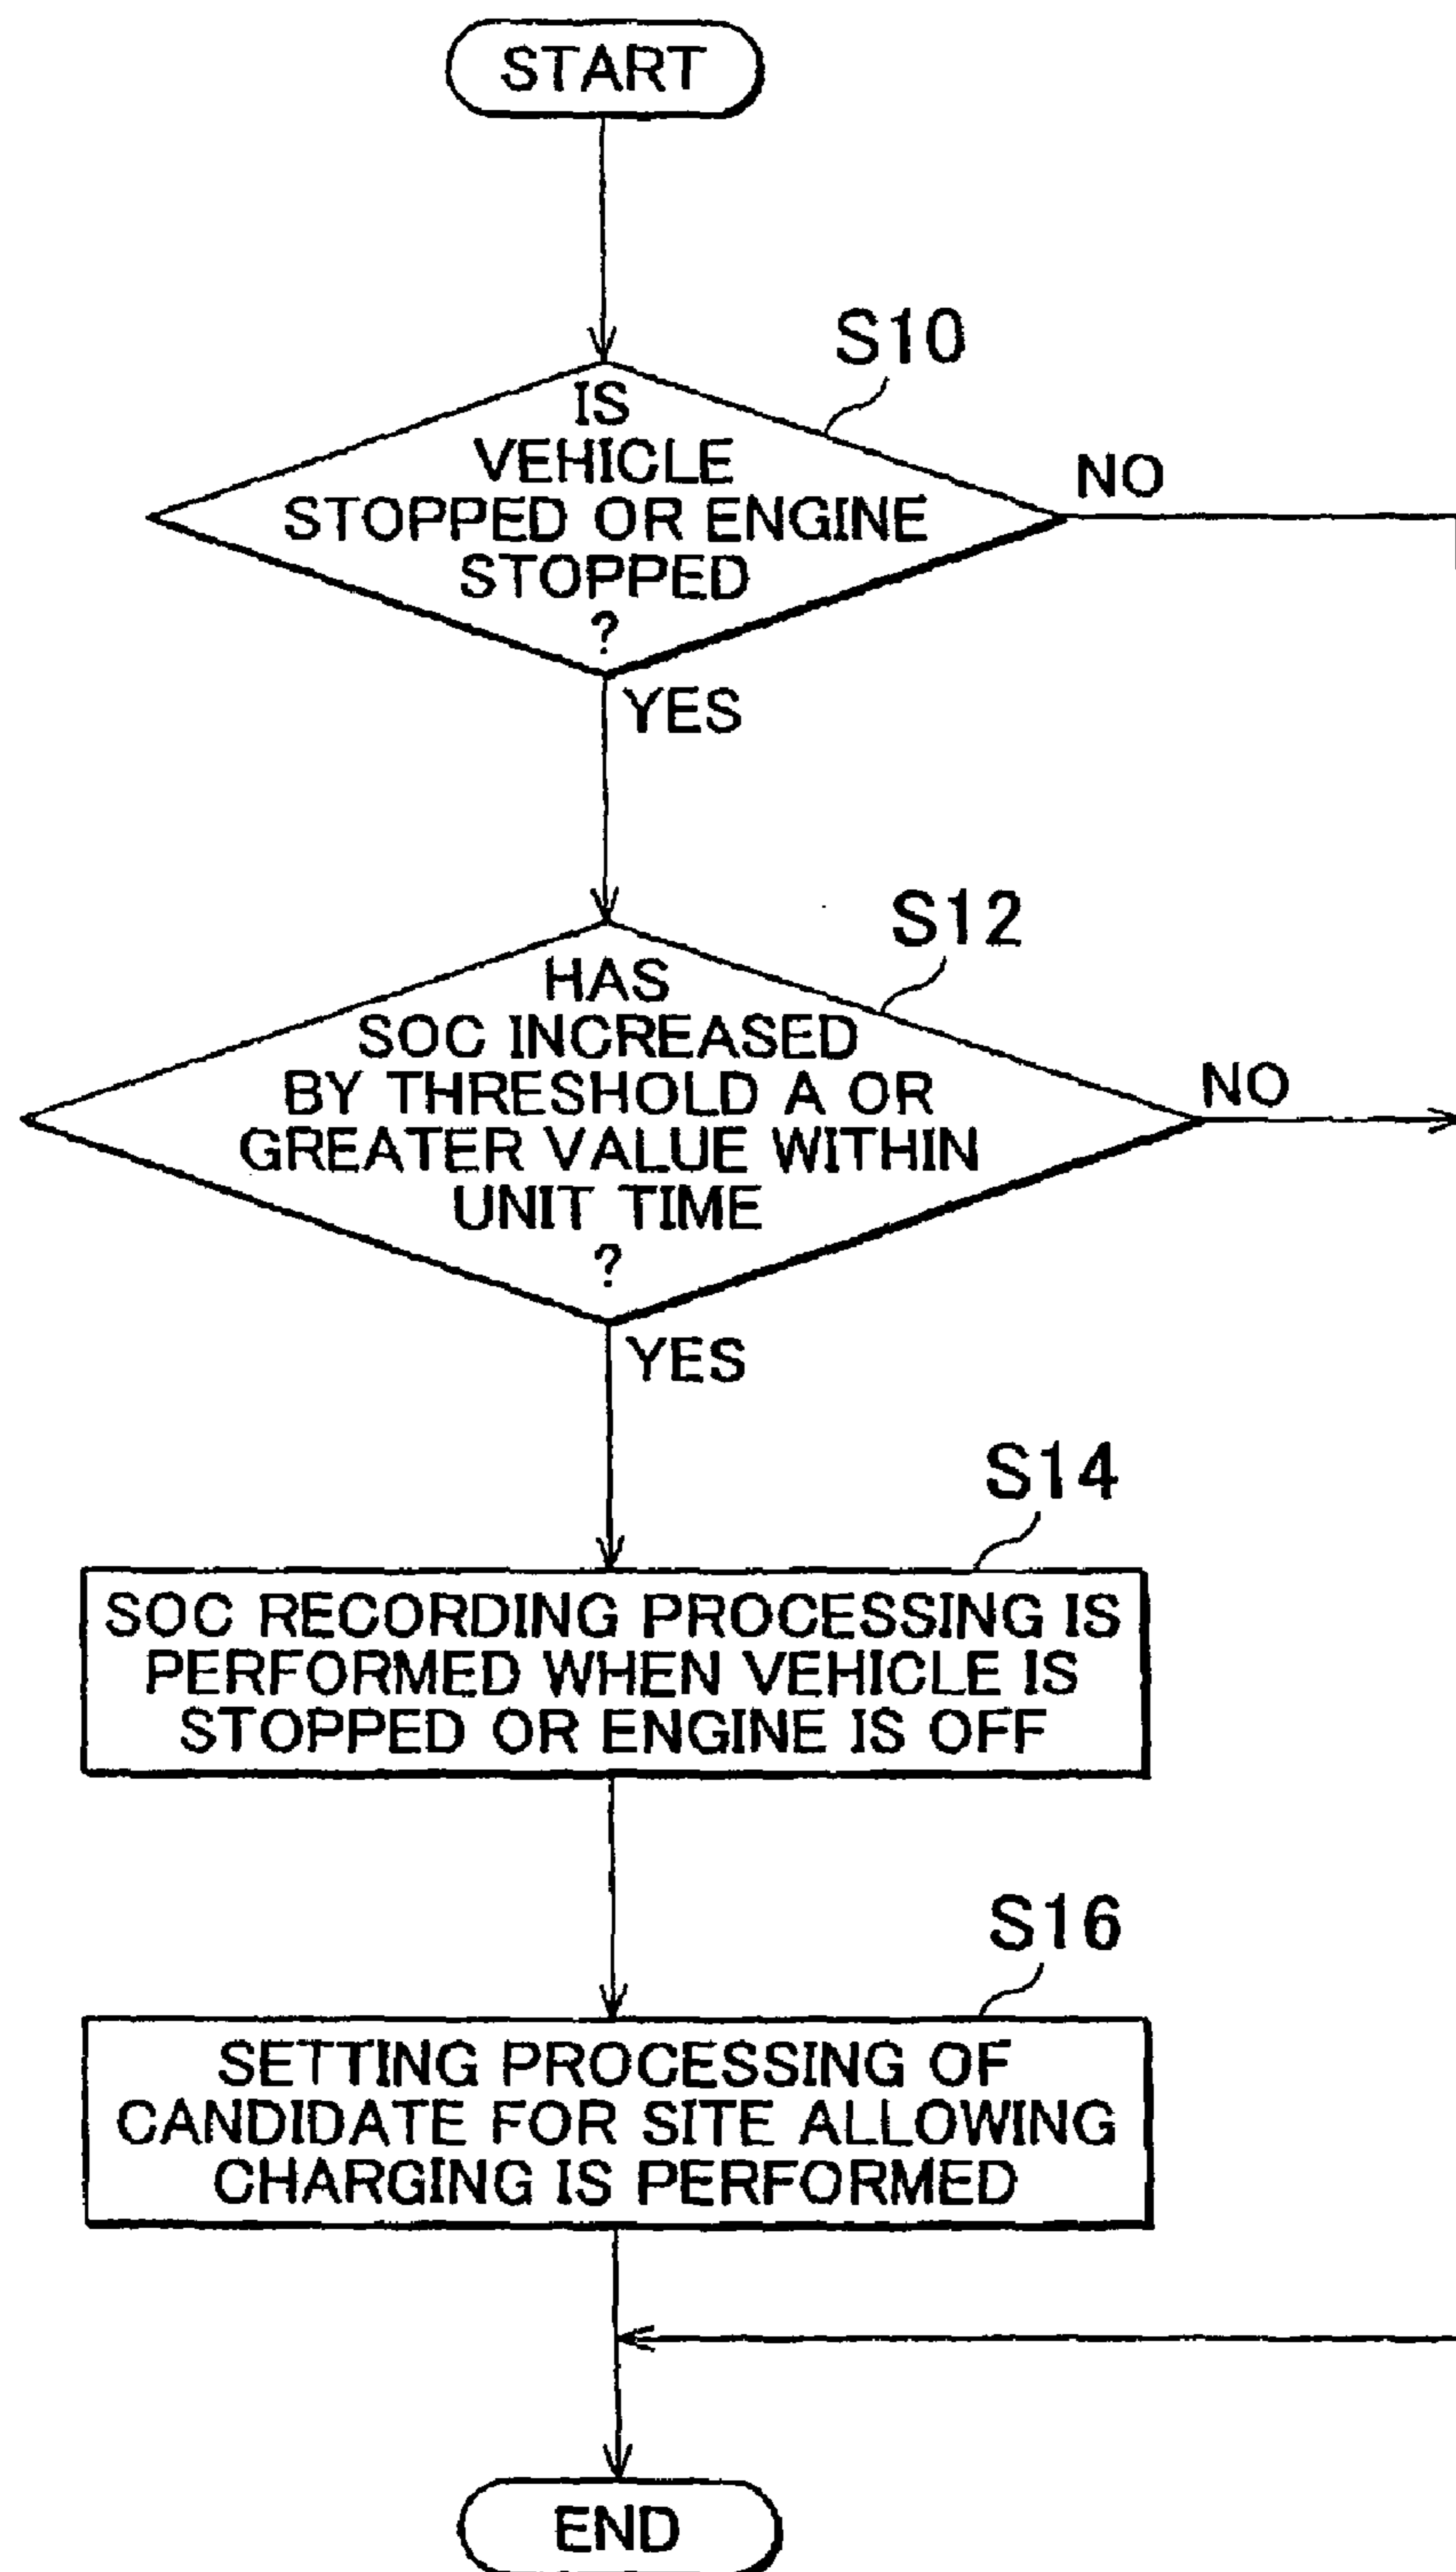 START
S10
IS
VEHICLE
STOPPED OR ENGINE
STOPPED
?
NO
YES
S12
HAS
SOC INCREASED
BY THRESHOLD A OR
GREATER VALUE WITHIN
UNIT TIME
?
NO
YES
S14
SOC RECORDING PROCESSING IS
PERFORMED WHEN VEHICLE IS
STOPPED OR ENGINE IS OFF
S16
SETTING PROCESSING OF
CANDIDATE FOR SITE ALLOWING
CHARGING IS PERFORMED
END